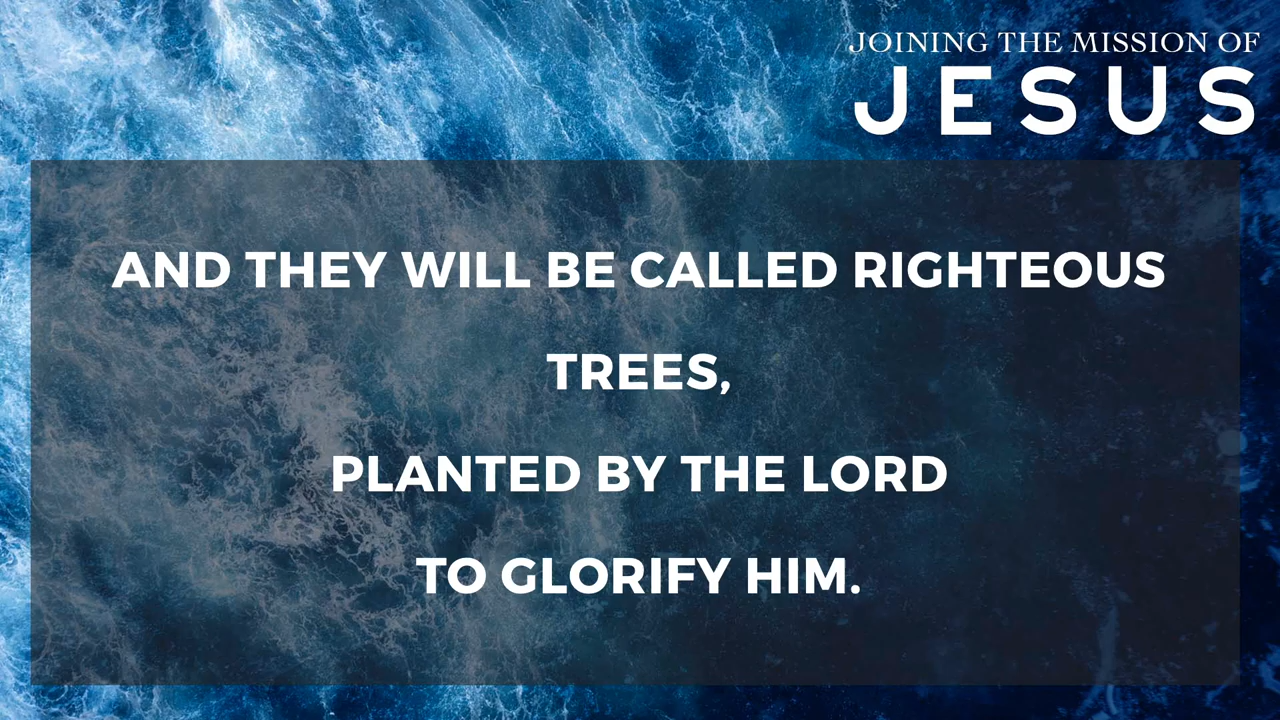 JOINING THE MISSION OF
JESUS
AND THEY WILL BE CALLED RIGHTEOUS
TREES,
PLANTED BY THE LORD
TO GLORIFY HIM.